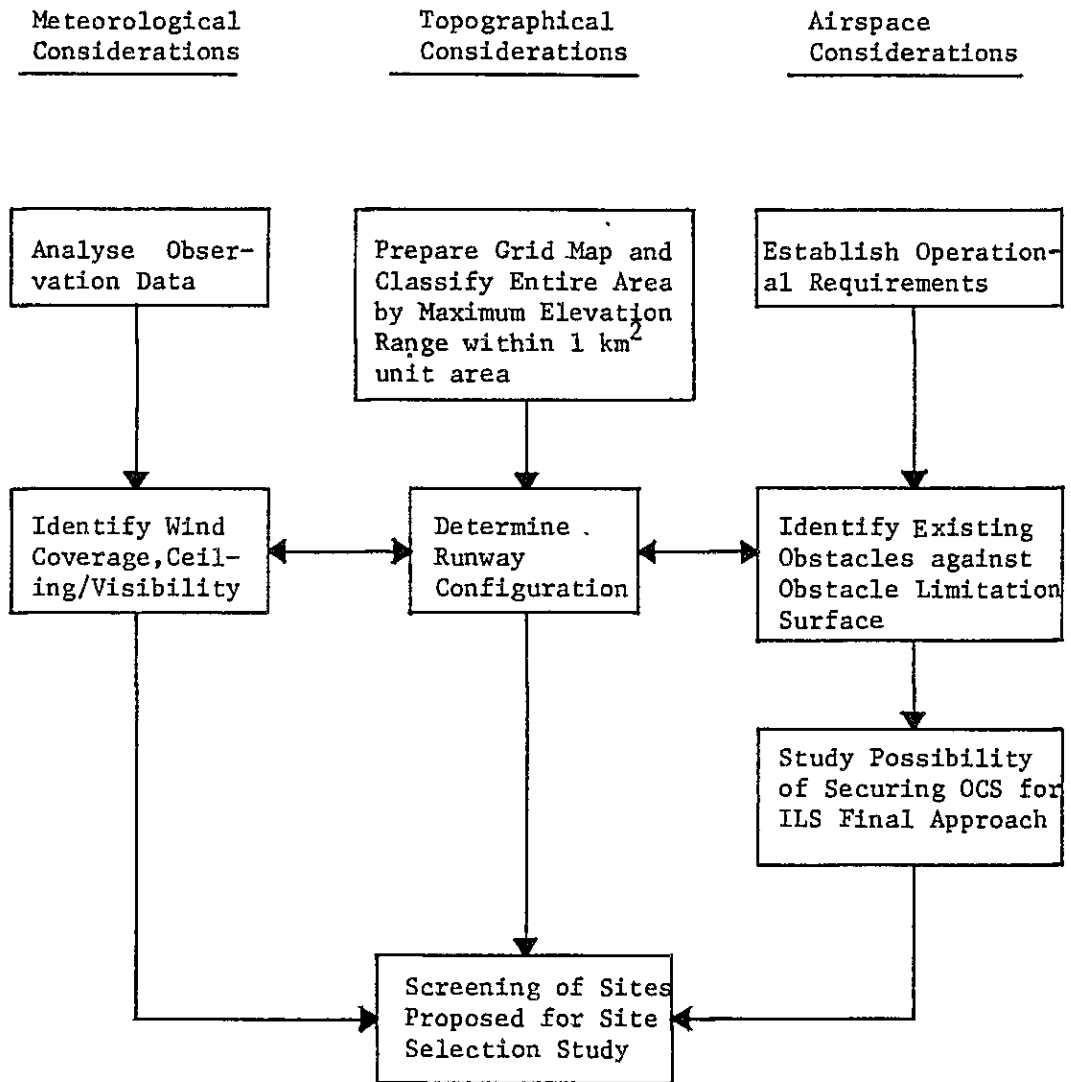 Meteorological
Considerations
Topographical
Considerations
Airspace
Considerations
Analyse Obser-
vation Data
Prepare Grid Map and
Classify Entire Area
by Maximum Elevation
Range within 1 km²
unit area
Establish Operation-
al Requirements
Identify Wind
Coverage,Ceil-
ing/Visibility
Determine
Runway
Configuration
Identify Existing
Obstacles against
Obstacle Limitation
Surface
Study Possibility
of Securing OCS for
ILS Final Approach
Screening of Sites
Proposed for Site
Selection Study